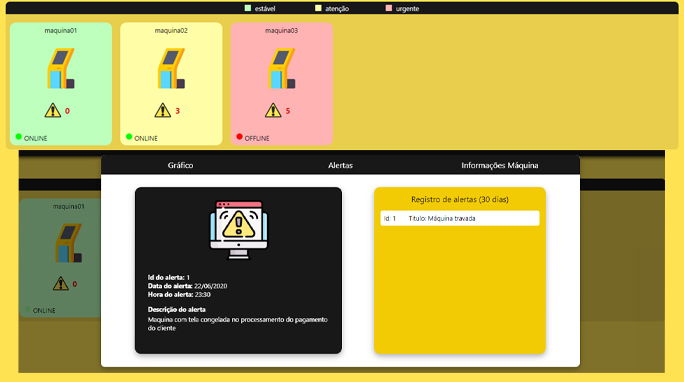 estável atenção urgente
maquina01 maquina02 maquina03
0 3 5
ONLINE ONLINE OFFLINE
Gráfico Alertas Informações Máquina
maquina01
0
ONLINE
Id do alerta: 1
Data do alerta: 22/06/2020
Hora do alerta: 23:30
Descrição do alerta
Maquina com tela congelada no processamento do pagamento
do cliente
Registro de alertas (30 dias)
Id: 1 Titulo: Máquina travada